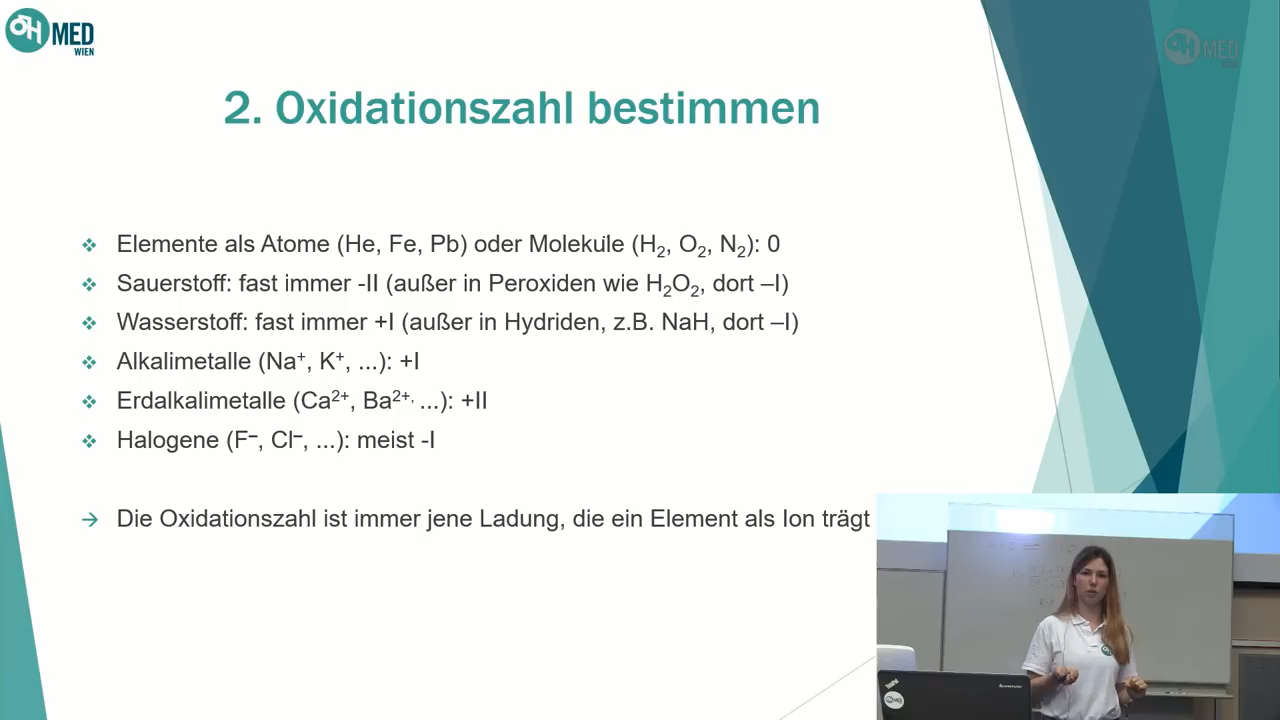 ÖH MED
WIEN
ÖH MED
2. Oxidationszahl bestimmen
Elemente als Atome (He, Fe, Pb) oder Moleküle (H₂, O₂, N₂): 0
Sauerstoff: fast immer -II (außer in Peroxiden wie H₂O₂, dort –I)
Wasserstoff: fast immer +I (außer in Hydriden, z.B. NaH, dort –I)
Alkalimetalle (Na⁺, K⁺, ...): +I
Erdalkalimetalle (Ca²⁺, Ba²⁺, ...): +II
Halogene (F⁻, Cl⁻, ...): meist -I
→ Die Oxidationszahl ist immer jene Ladung, die ein Element als Ion trägt